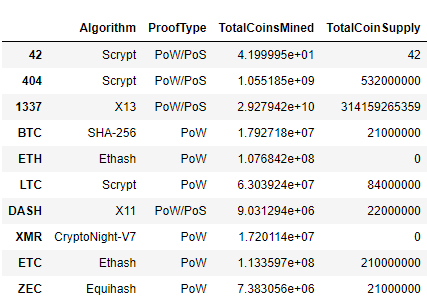 Algorithm ProofType TotalCoinsMined TotalCoinSupply
42 Scrypt PoW/PoS 4.199995e+01 42
404 Scrypt PoW/PoS 1.055185e+09 532000000
1337 X13 PoW/PoS 2.927942e+10 314159265359
BTC SHA-256 PoW 1.792718e+07 21000000
ETH Ethash PoW 1.076842e+08 0
LTC Scrypt PoW 6.303924e+07 84000000
DASH X11 PoW/PoS 9.031294e+06 22000000
XMR CryptoNight-V7 PoW 1.720114e+07 0
ETC Ethash PoW 1.133597e+08 210000000
ZEC Equihash PoW 7.383056e+06 21000000